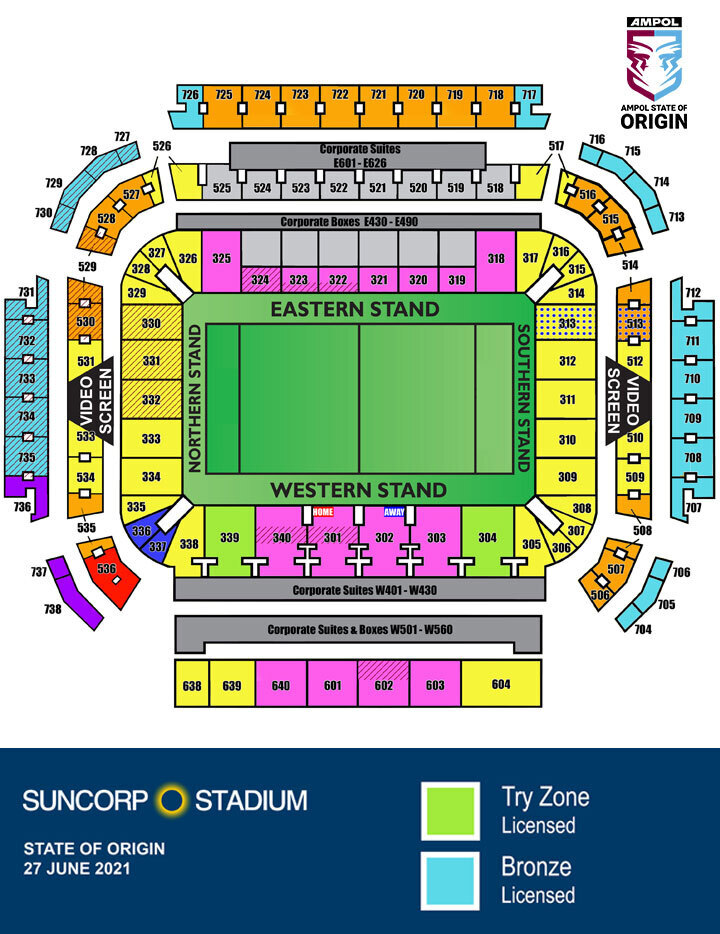 AMPOL
AMPOL STATE OF
ORIGIN
726 725 724 723 722 721 720 719 718 717
727
728
729
730
526
527
528
529
Corporate Suites
E601 - E626
525 524 523 522 521 520 519 518
517
716
715
714
713
516
515
514
Corporate Boxes E430 - E490
325
324 323 322 321 320 319
318
326
327
328
329
330
331
332
333
334
335
336
337
338
317
316
315
314
313
312
311
310
309
308
307
306
305
731
732
733
734
735
736
737
738
530
531
VIDEO
SCREEN
533
534
535
536
EASTERN STAND
NORTHERN STAND
SOUTHERN STAND
WESTERN STAND
513
512
VIDEO
SCREEN
510
509
508
507
506
712
711
710
709
708
707
706
705
704
HOME AWAY
339 340 301 302 303 304
Corporate Suites W401 - W430
Corporate Suites & Boxes W501 - W560
638 639 640 601 602 603 604
SUNCORP STADIUM
STATE OF ORIGIN
27 JUNE 2021
Try Zone
Licensed
Bronze
Licensed